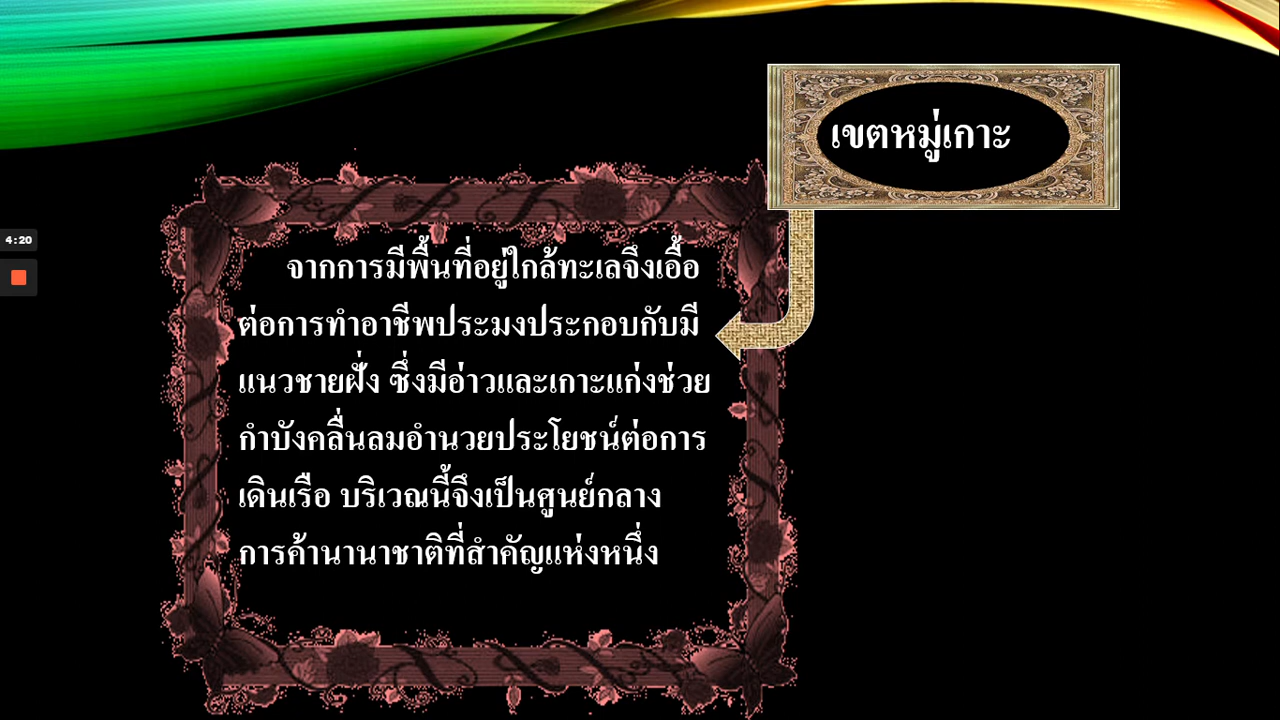 เขตหมู่เกาะ
จากการมีพื้นที่อยู่ใกล้ทะเลจึงเอื้อ
ต่อการทำอาชีพประมงประกอบกับมี
แนวชายฝั่ง ซึ่งมีอ่าวและเกาะแก่งช่วย
กำบังคลื่นลมอำนวยประโยชน์ต่อการ
เดินเรือ บริเวณนี้จึงเป็นศูนย์กลาง
การค้านานาชาติที่สำคัญแห่งหนึ่ง
4:20